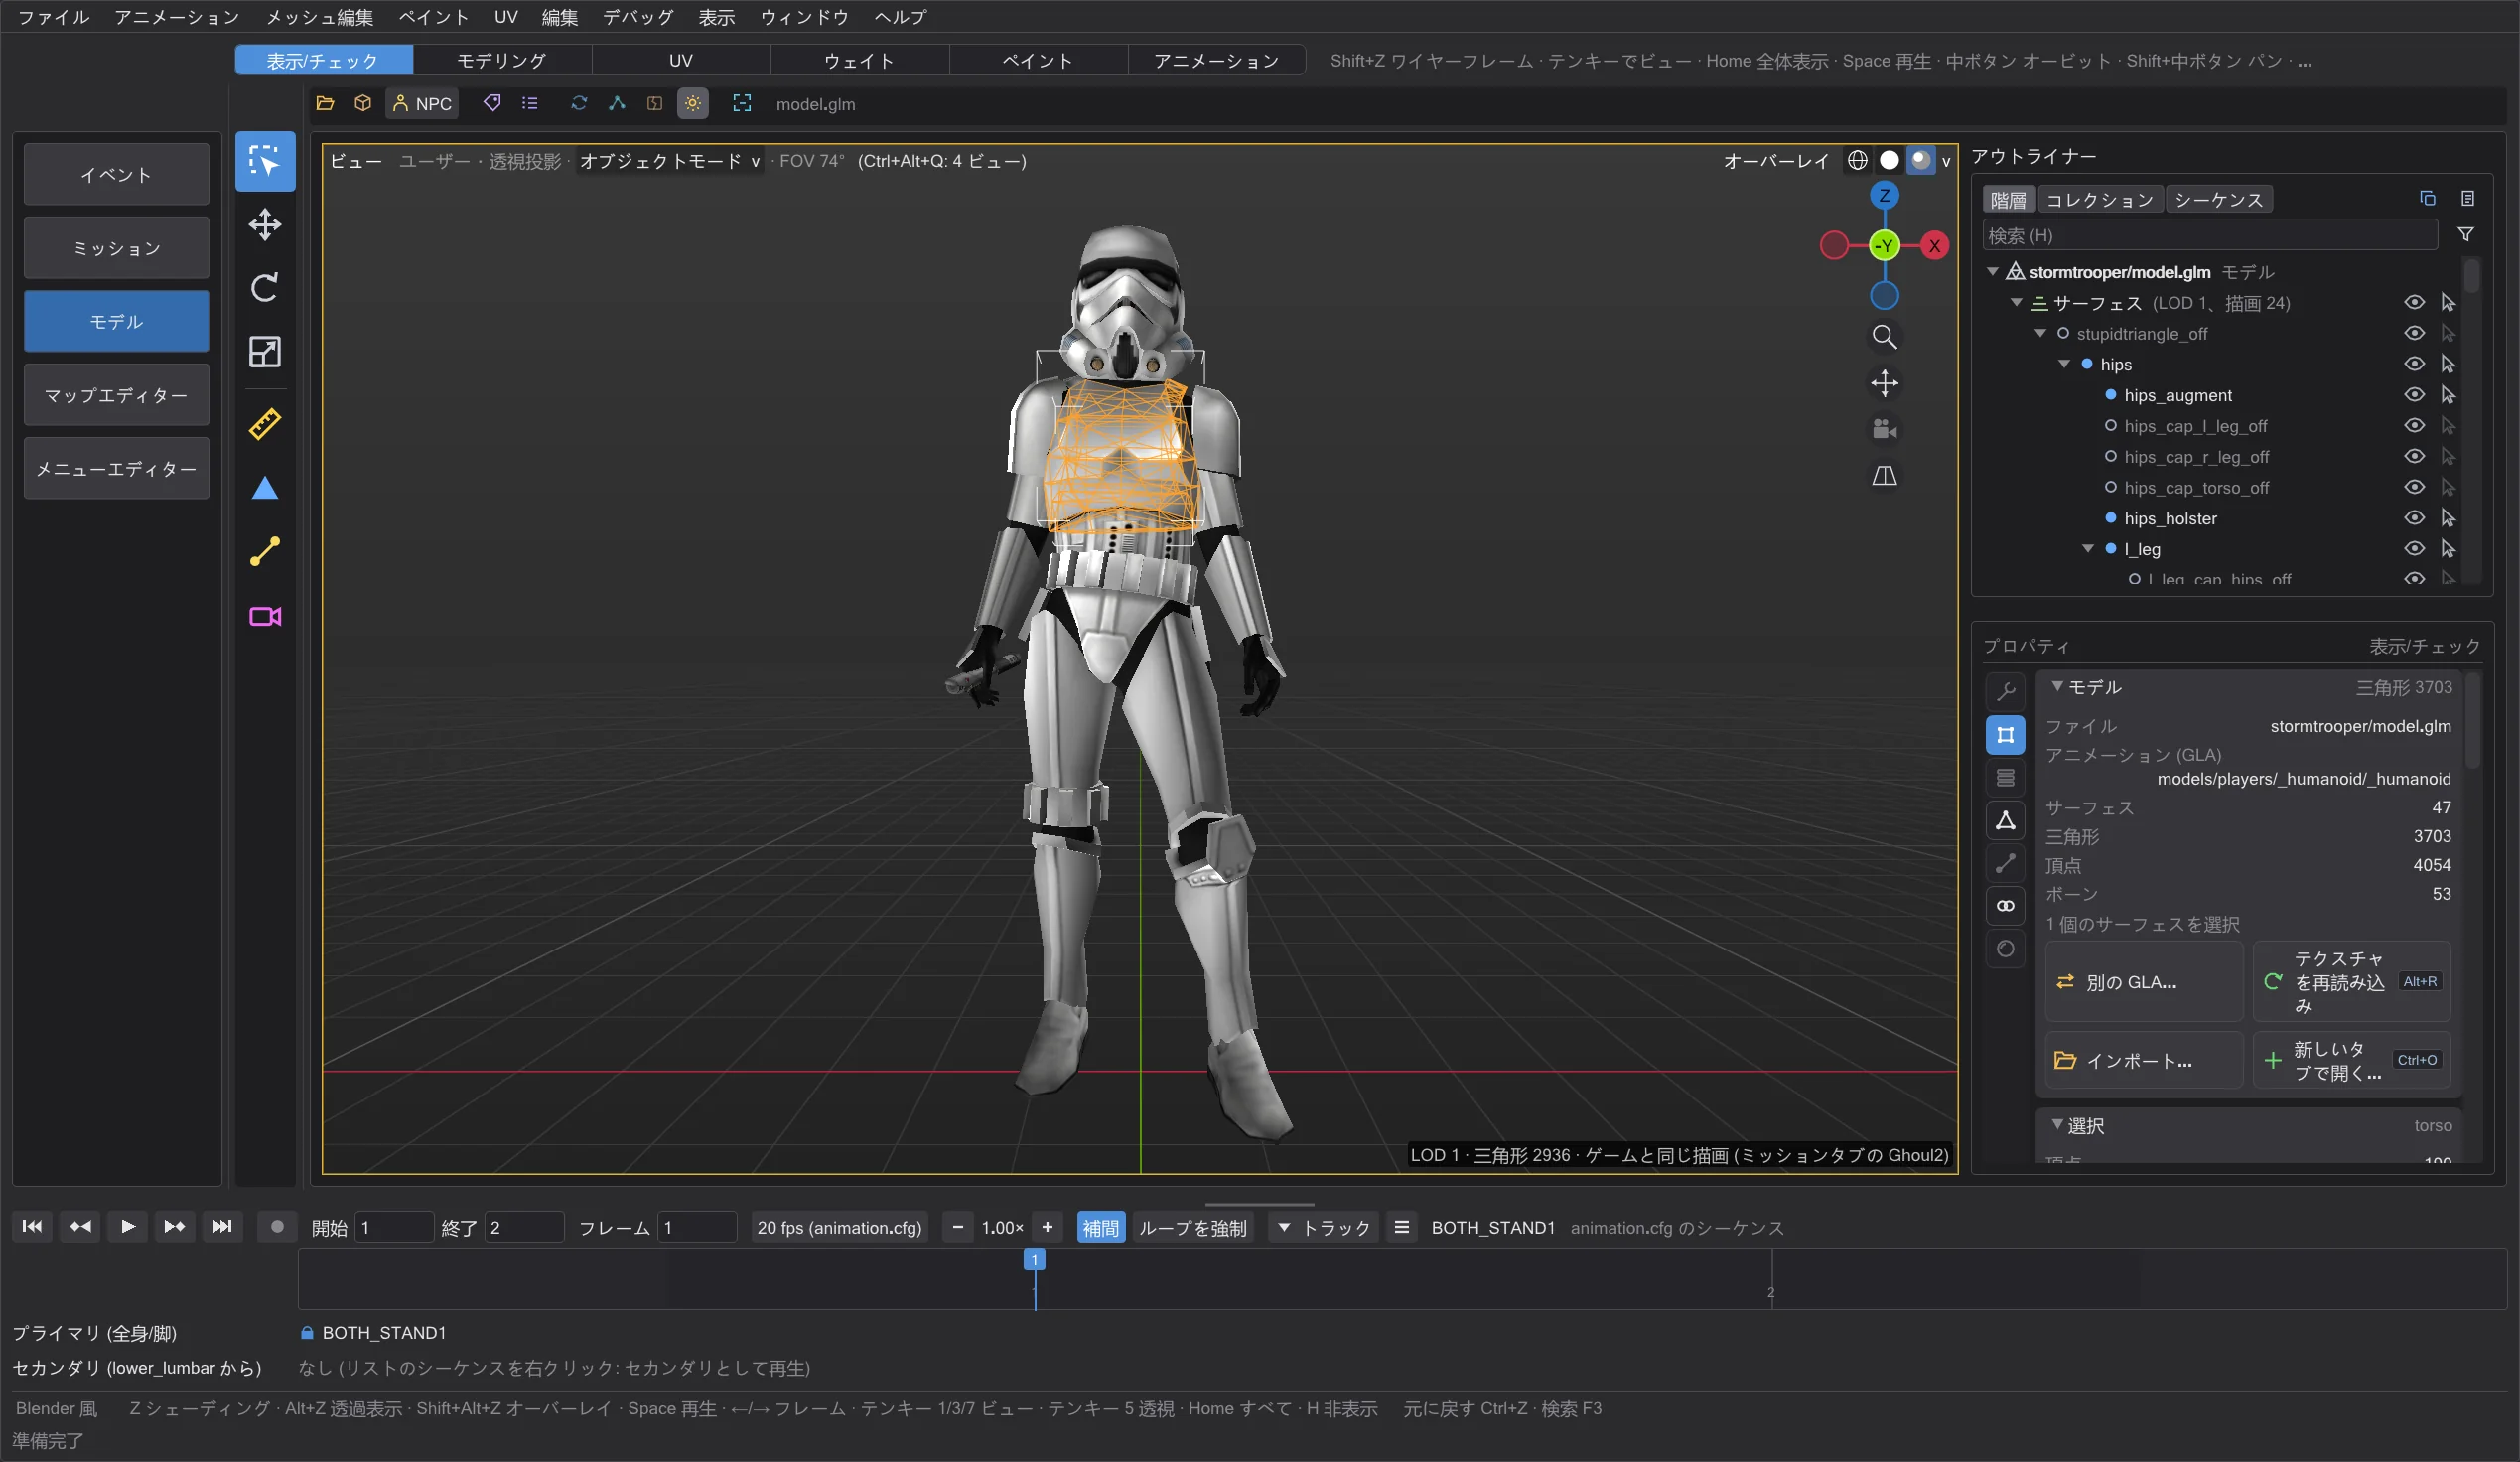 ファイル アニメーション メッシュ編集 ペイント UV 編集 デバッグ 表示 ウィンドウ ヘルプ
表示/チェック モデリング UV ウェイト ペイント アニメーション Shift+Z ワイヤーフレーム · テンキーでビュー · Home 全体表示 · Space 再生 · 中ボタン オービット · Shift+中ボタン パン · ...
NPC model.glm
イベント
ミッション
モデル
マップエディター
メニューエディター
ビュー ユーザー · 透視投影 · オブジェクトモード v · FOV 74° (Ctrl+Alt+Q: 4 ビュー)
オーバーレイ v
Z
-Y
X
LOD 1 · 三角形 2936 · ゲームと同じ描画 (ミッションタブの Ghoul2)
アウトライナー
階層 コレクション シーケンス
検索 (H)
stormtrooper/model.glm モデル
サーフェス (LOD 1、描画 24)
stupidtriangle_off
hips
hips_augment
hips_cap_l_leg_off
hips_cap_r_leg_off
hips_cap_torso_off
hips_holster
l_leg
l_leg_cap_hips_off
プロパティ 表示/チェック
モデル 三角形 3703
ファイル stormtrooper/model.glm
アニメーション (GLA)
models/players/_humanoid/_humanoid
サーフェス 47
三角形 3703
頂点 4054
ボーン 53
1 個のサーフェスを選択
別の GLA...
テクスチャ
を再読み込
み
Alt+R
インポート...
新しいタ
ブで開く...
Ctrl+O
選択 torso
開始 1 終了 2 フレーム 1 20 fps (animation.cfg) − 1.00× + 補間 ループを強制 トラック BOTH_STAND1 animation.cfg のシーケンス
1
2
プライマリ (全身/脚) BOTH_STAND1
セカンダリ (lower_lumbar から) なし (リストのシーケンスを右クリック: セカンダリとして再生)
Blender 風 Z シェーディング · Alt+Z 透過表示 · Shift+Alt+Z オーバーレイ · Space 再生 · ←/→ フレーム · テンキー 1/3/7 ビュー · テンキー 5 透視 · Home すべて · H 非表示 元に戻す Ctrl+Z · 検索 F3
準備完了